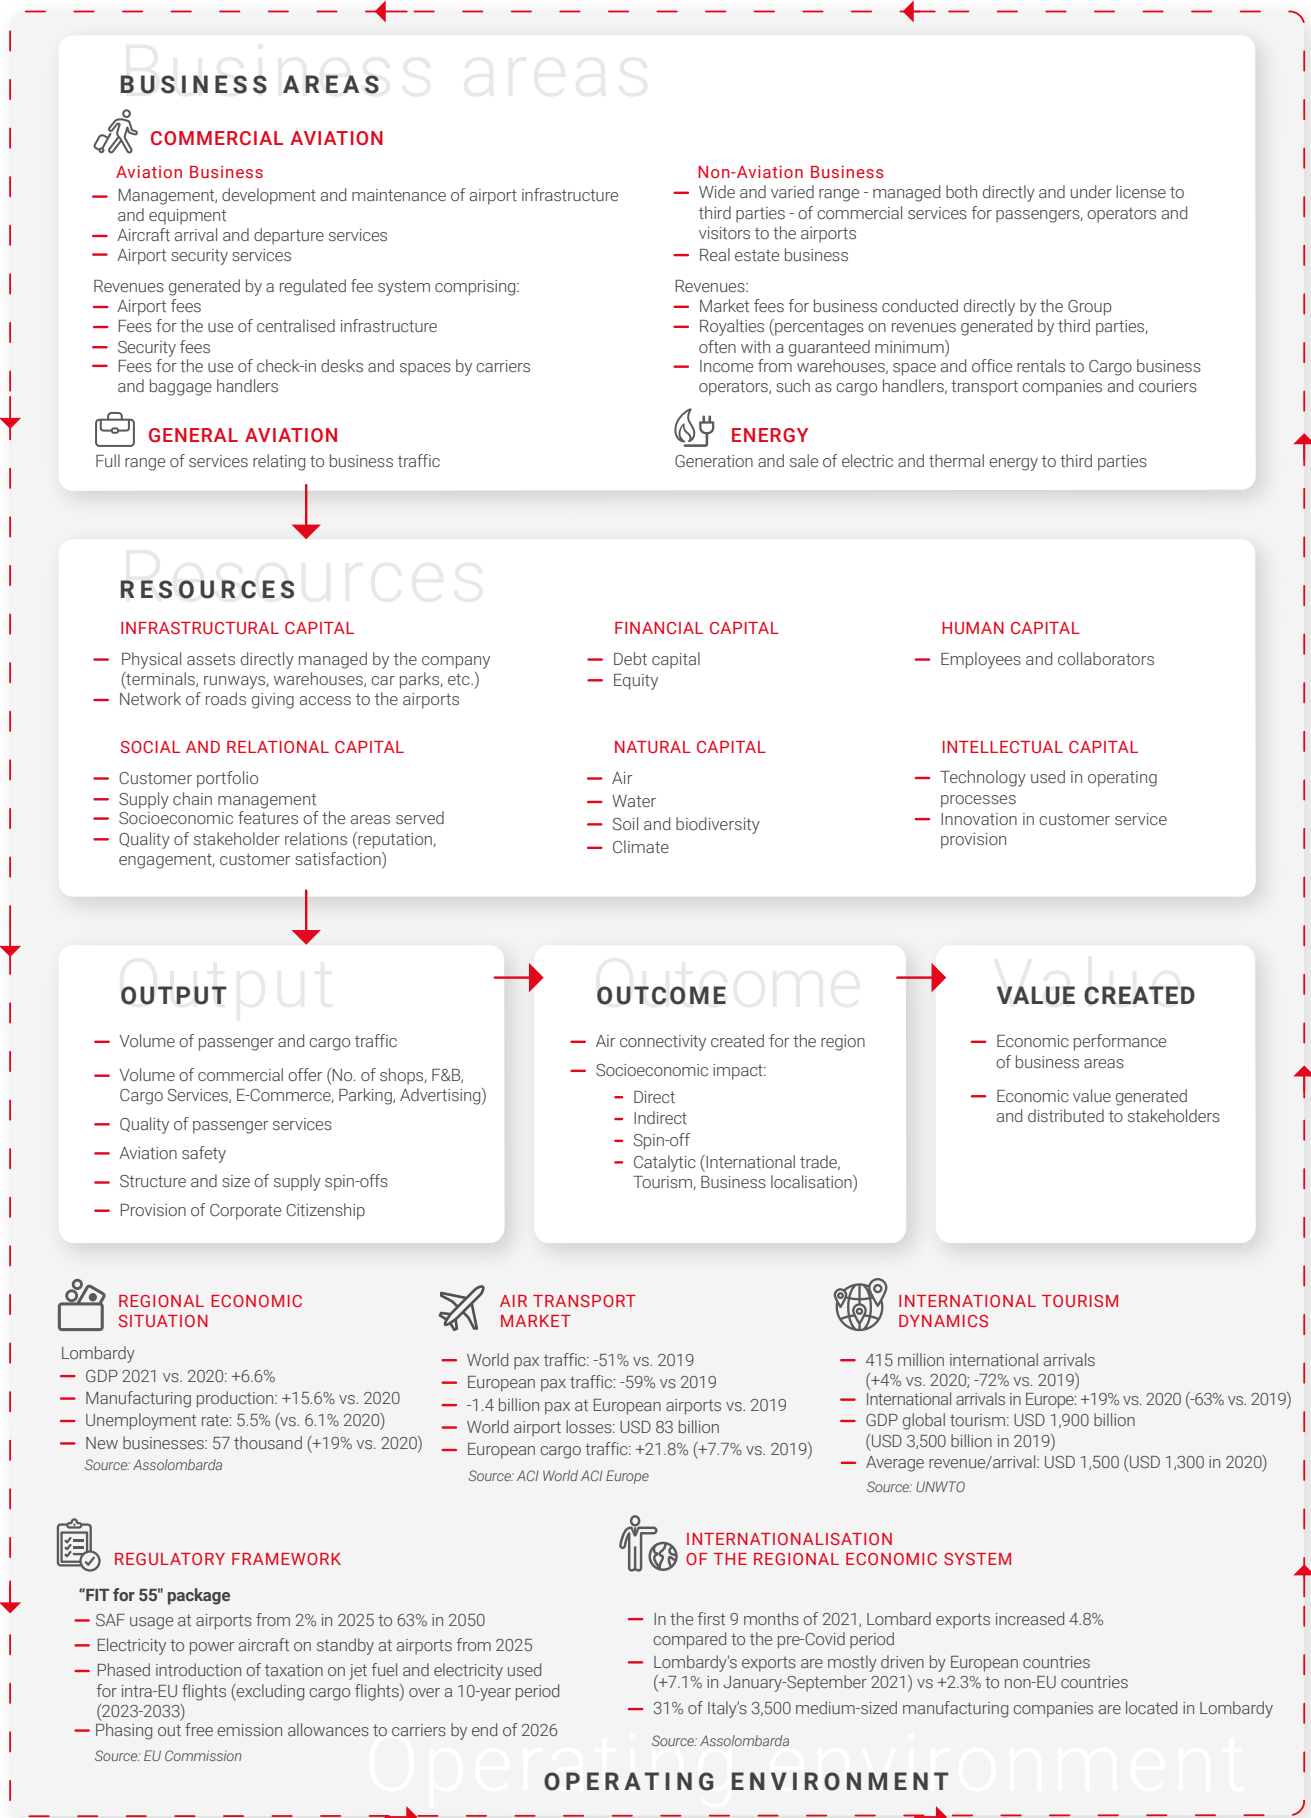 Business areas
BUSINESS AREAS
COMMERCIAL AVIATION
Aviation Business
Management, development and maintenance of airport infrastructure
and equipment
Aircraft arrival and departure services
Airport security services
Revenues generated by a regulated fee system comprising:
Airport fees
Fees for the use of centralised infrastructure
Security fees
Fees for the use of check-in desks and spaces by carriers
and baggage handlers
Non-Aviation Business
Wide and varied range - managed both directly and under license to
third parties - of commercial services for passengers, operators and
visitors to the airports
Real estate business
Revenues:
Market fees for business conducted directly by the Group
Royalties (percentages on revenues generated by third parties,
often with a guaranteed minimum)
Income from warehouses, space and office rentals to Cargo business
operators, such as cargo handlers, transport companies and couriers
GENERAL AVIATION
Full range of services relating to business traffic
ENERGY
Generation and sale of electric and thermal energy to third parties
Resources
RESOURCES
INFRASTRUCTURAL CAPITAL
Physical assets directly managed by the company
(terminals, runways, warehouses, car parks, etc.)
Network of roads giving access to the airports
FINANCIAL CAPITAL
Debt capital
Equity
HUMAN CAPITAL
Employees and collaborators
SOCIAL AND RELATIONAL CAPITAL
Customer portfolio
Supply chain management
Socioeconomic features of the areas served
Quality of stakeholder relations (reputation,
engagement, customer satisfaction)
NATURAL CAPITAL
Air
Water
Soil and biodiversity
Climate
INTELLECTUAL CAPITAL
Technology used in operating
processes
Innovation in customer service
provision
Output
OUTPUT
Volume of passenger and cargo traffic
Volume of commercial offer (No. of shops, F&B,
Cargo Services, E-Commerce, Parking, Advertising)
Quality of passenger services
Aviation safety
Structure and size of supply spin-offs
Provision of Corporate Citizenship
Outcome
OUTCOME
Air connectivity created for the region
Socioeconomic impact:
Direct
Indirect
Spin-off
Catalytic (International trade,
Tourism, Business localisation)
Value
VALUE CREATED
Economic performance
of business areas
Economic value generated
and distributed to stakeholders
REGIONAL ECONOMIC
SITUATION
Lombardy
GDP 2021 vs. 2020: +6.6%
Manufacturing production: +15.6% vs. 2020
Unemployment rate: 5.5% (vs. 6.1% 2020)
New businesses: 57 thousand (+19% vs. 2020)
Source: Assolombarda
AIR TRANSPORT
MARKET
World pax traffic: -51% vs. 2019
European pax traffic: -59% vs 2019
-1.4 billion pax at European airports vs. 2019
World airport losses: USD 83 billion
European cargo traffic: +21.8% (+7.7% vs. 2019)
Source: ACI World ACI Europe
INTERNATIONAL TOURISM
DYNAMICS
415 million international arrivals
(+4% vs. 2020; -72% vs. 2019)
International arrivals in Europe: +19% vs. 2020 (-63% vs. 2019)
GDP global tourism: USD 1,900 billion
(USD 3,500 billion in 2019)
Average revenue/arrival: USD 1,500 (USD 1,300 in 2020)
Source: UNWTO
REGULATORY FRAMEWORK
“FIT for 55" package
SAF usage at airports from 2% in 2025 to 63% in 2050
Electricity to power aircraft on standby at airports from 2025
Phased introduction of taxation on jet fuel and electricity used
for intra-EU flights (excluding cargo flights) over a 10-year period
(2023-2033)
Phasing out free emission allowances to carriers by end of 2026
Source: EU Commission
INTERNATIONALISATION
OF THE REGIONAL ECONOMIC SYSTEM
In the first 9 months of 2021, Lombard exports increased 4.8%
compared to the pre-Covid period
Lombardy's exports are mostly driven by European countries
(+7.1% in January-September 2021) vs +2.3% to non-EU countries
31% of Italy's 3,500 medium-sized manufacturing companies are located in Lombardy
Source: Assolombarda
Operating environment
OPERATING ENVIRONMENT